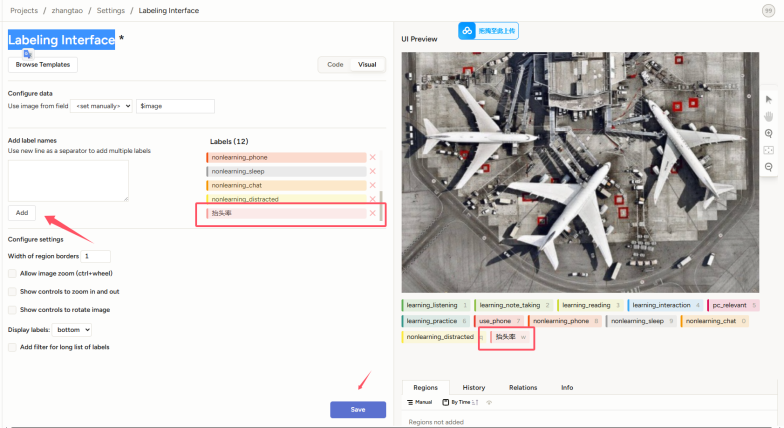 Projects / zhangtao / Settings / Labeling Interface
99
Labeling Interface *
Browse Templates
Code Visual
Configure data
Use image from field <set manually> $image
Add label names
Use new line as a separator to add multiple labels
Add
Labels (12)
nonlearning_phone
nonlearning_sleep
nonlearning_chat
nonlearning_distracted
抬头率
Configure settings
Width of region borders 1
Allow image zoom (ctrl+wheel)
Show controls to zoom in and out
Show controls to rotate image
Display labels: bottom
Add filter for long list of labels
Save
UI Preview
拖拽至此上传
learning_listening 1 learning_note_taking 2 learning_reading 3 learning_interaction 4 pc_relevant 5
learning_practice 6 use_phone 7 nonlearning_phone 8 nonlearning_sleep 9 nonlearning_chat 0
nonlearning_distracted q 抬头率 w
Regions History Relations Info
Manual By Time
Regions not added